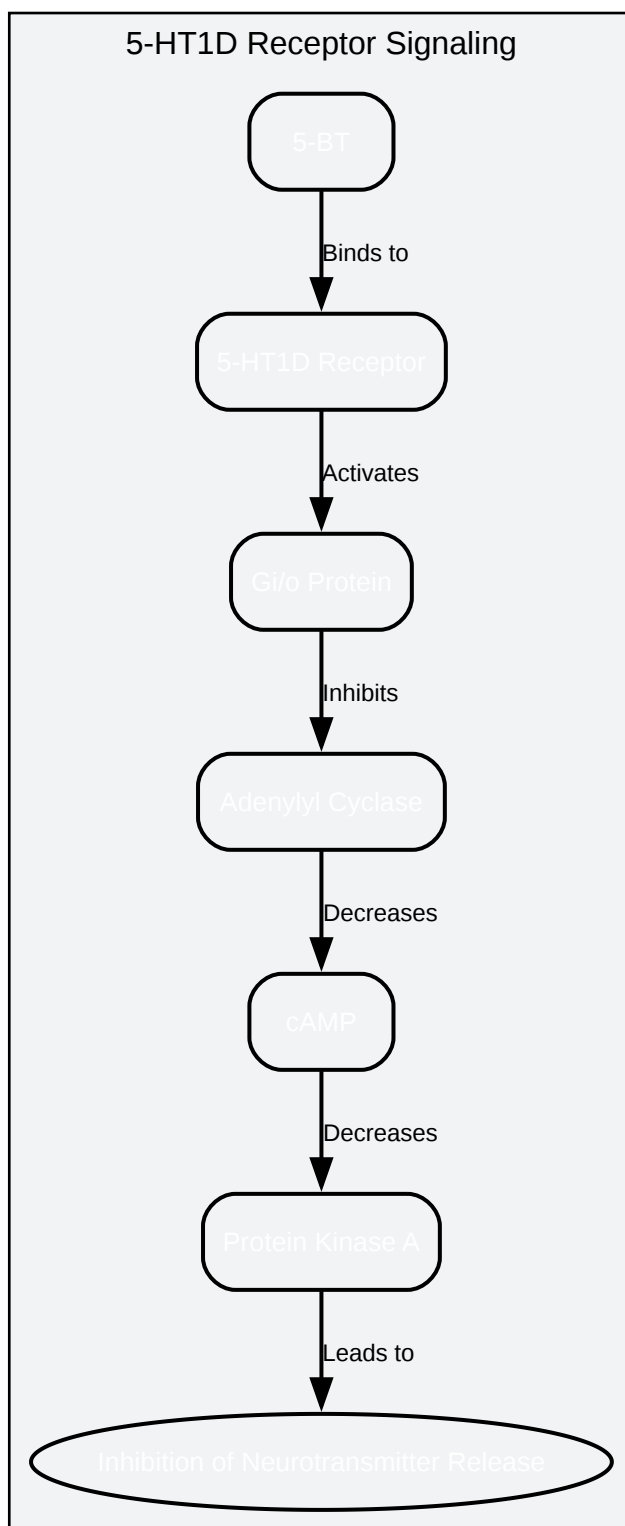 5-HT1D Receptor Signaling
5-BT
Binds to
5-HT1D Receptor
Activates
Gi/o Protein
Inhibits
Adenylyl Cyclase
Decreases
cAMP
Decreases
Protein Kinase A
Leads to
Inhibition of Neurotransmitter Release